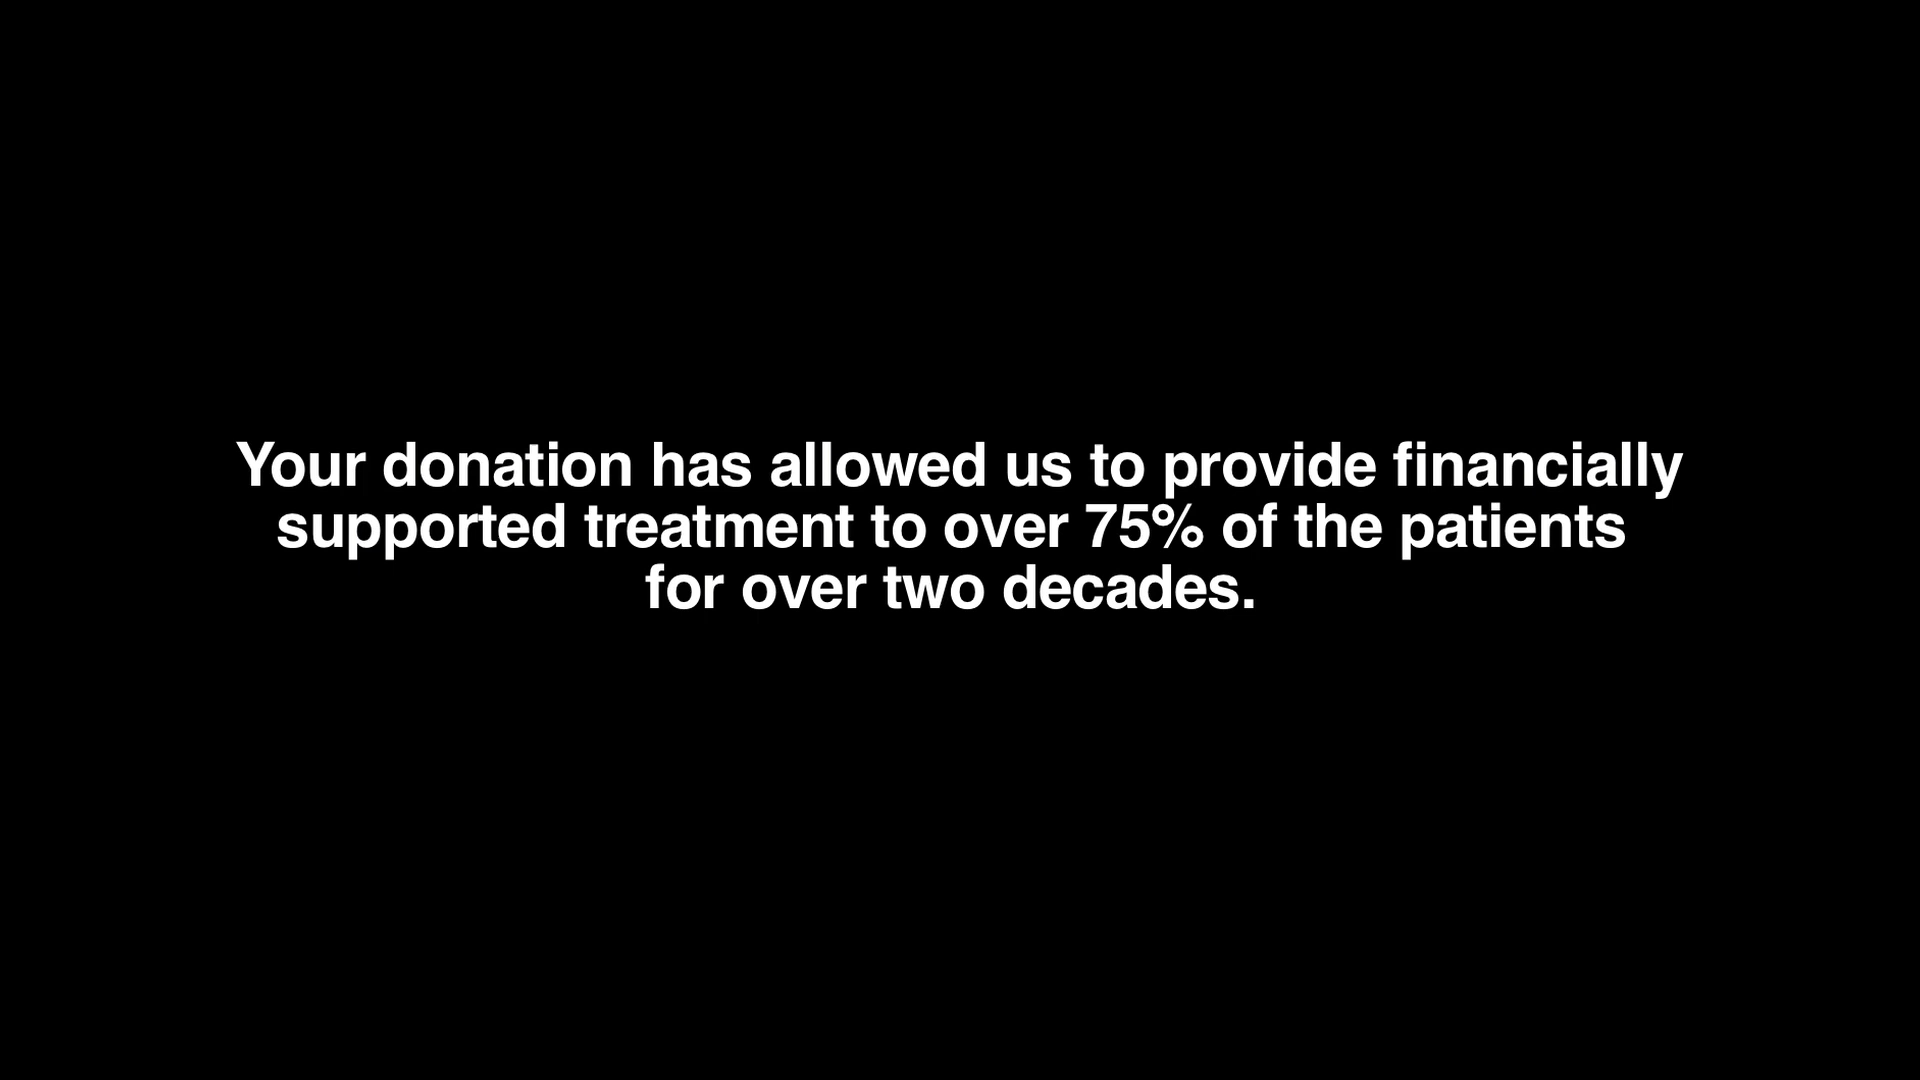 Your donation has allowed us to provide financially
supported treatment to over 75% of the patients
for over two decades.